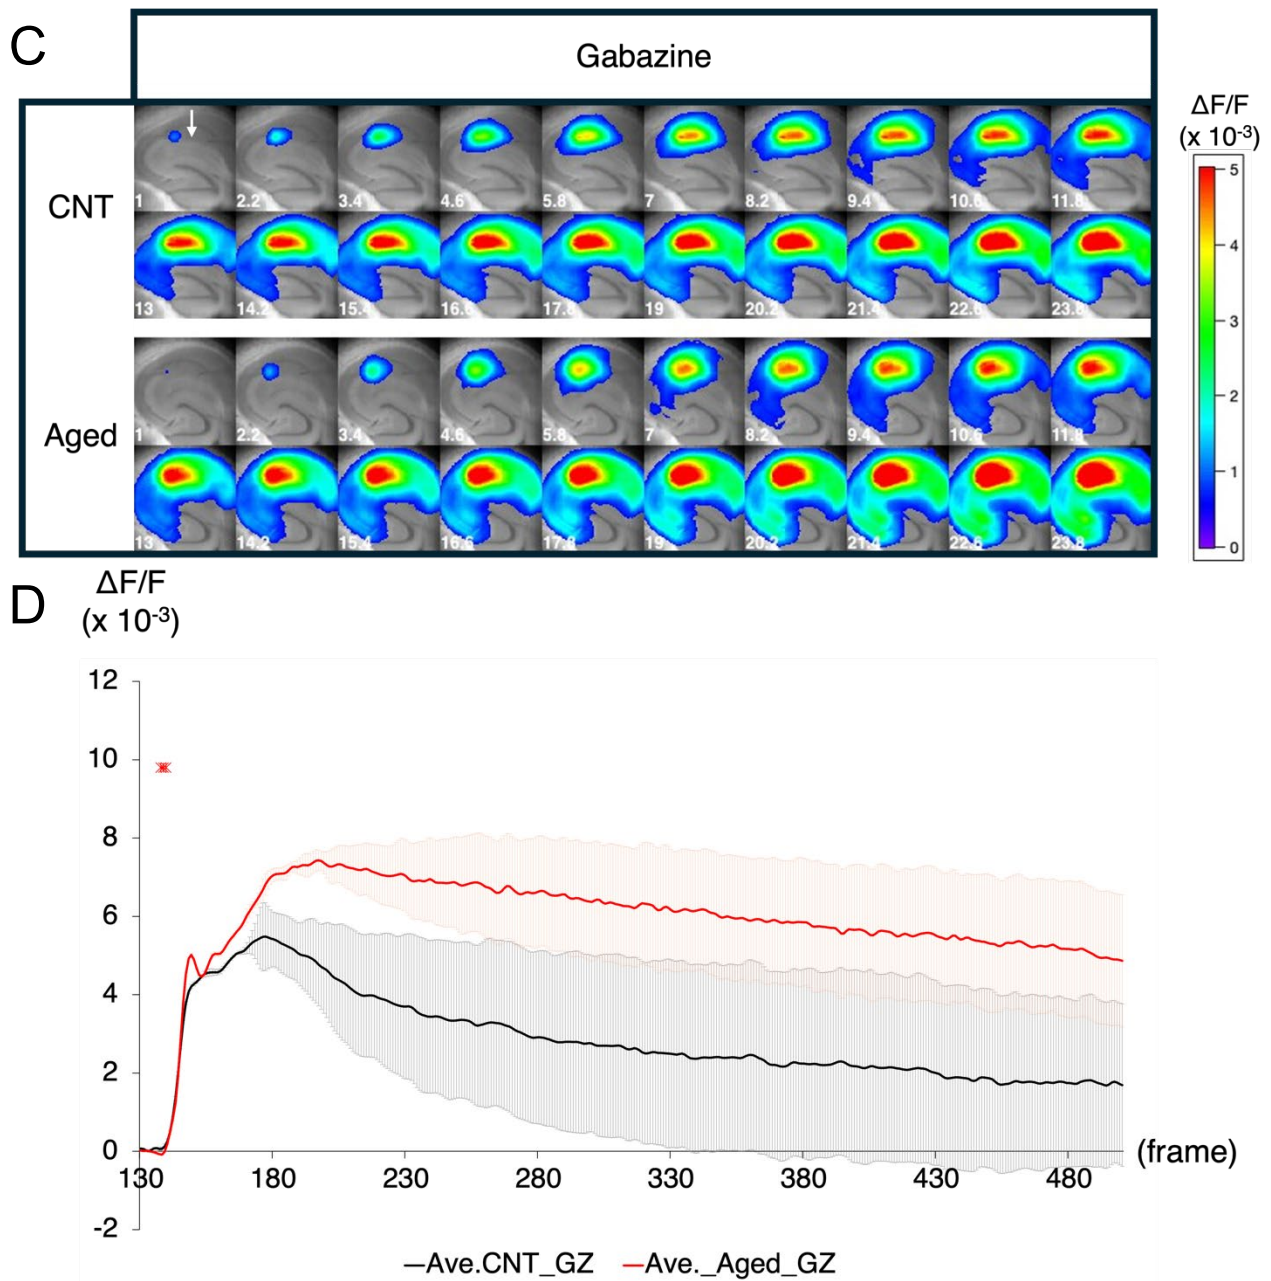 C
Gabazine
ΔF/F
(x 10-3)
CNT
1 2.2 3.4 4.6 5.8 7 8.2 9.4 10.6 11.8
13 14.2 15.4 16.6 17.8 19 20.2 21.4 22.6 23.8
Aged
1 2.2 3.4 4.6 5.8 7 8.2 9.4 10.6 11.8
13 14.2 15.4 16.6 17.8 19 20.2 21.4 22.6 23.8
5
4
3
2
1
0
D
ΔF/F
(x 10-3)
12
10
8
6
4
2
0
-2
130 180 230 280 330 380 430 480
(frame)
Ave.CNT_GZ Ave._Aged_GZ